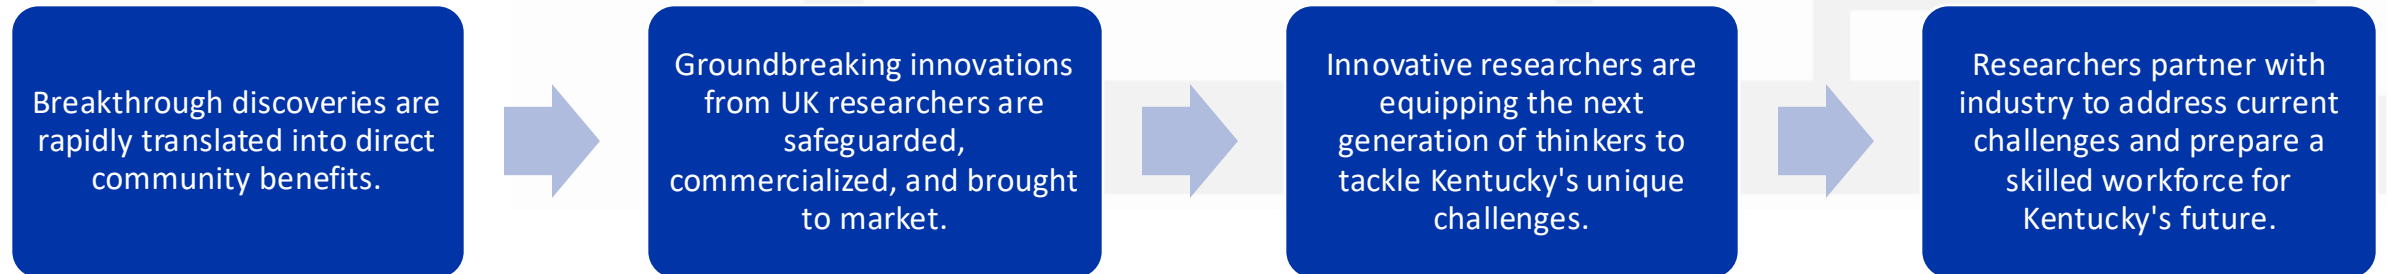 Breakthrough discoveries are
rapidly translated into direct
community benefits.
Groundbreaking innovations
from UK researchers are
safeguarded,
commercialized, and brought
to market.
Innovative researchers are
equipping the next
generation of thinkers to
tackle Kentucky's unique
challenges.
Researchers partner with
industry to address current
challenges and prepare a
skilled workforce for
Kentucky's future.